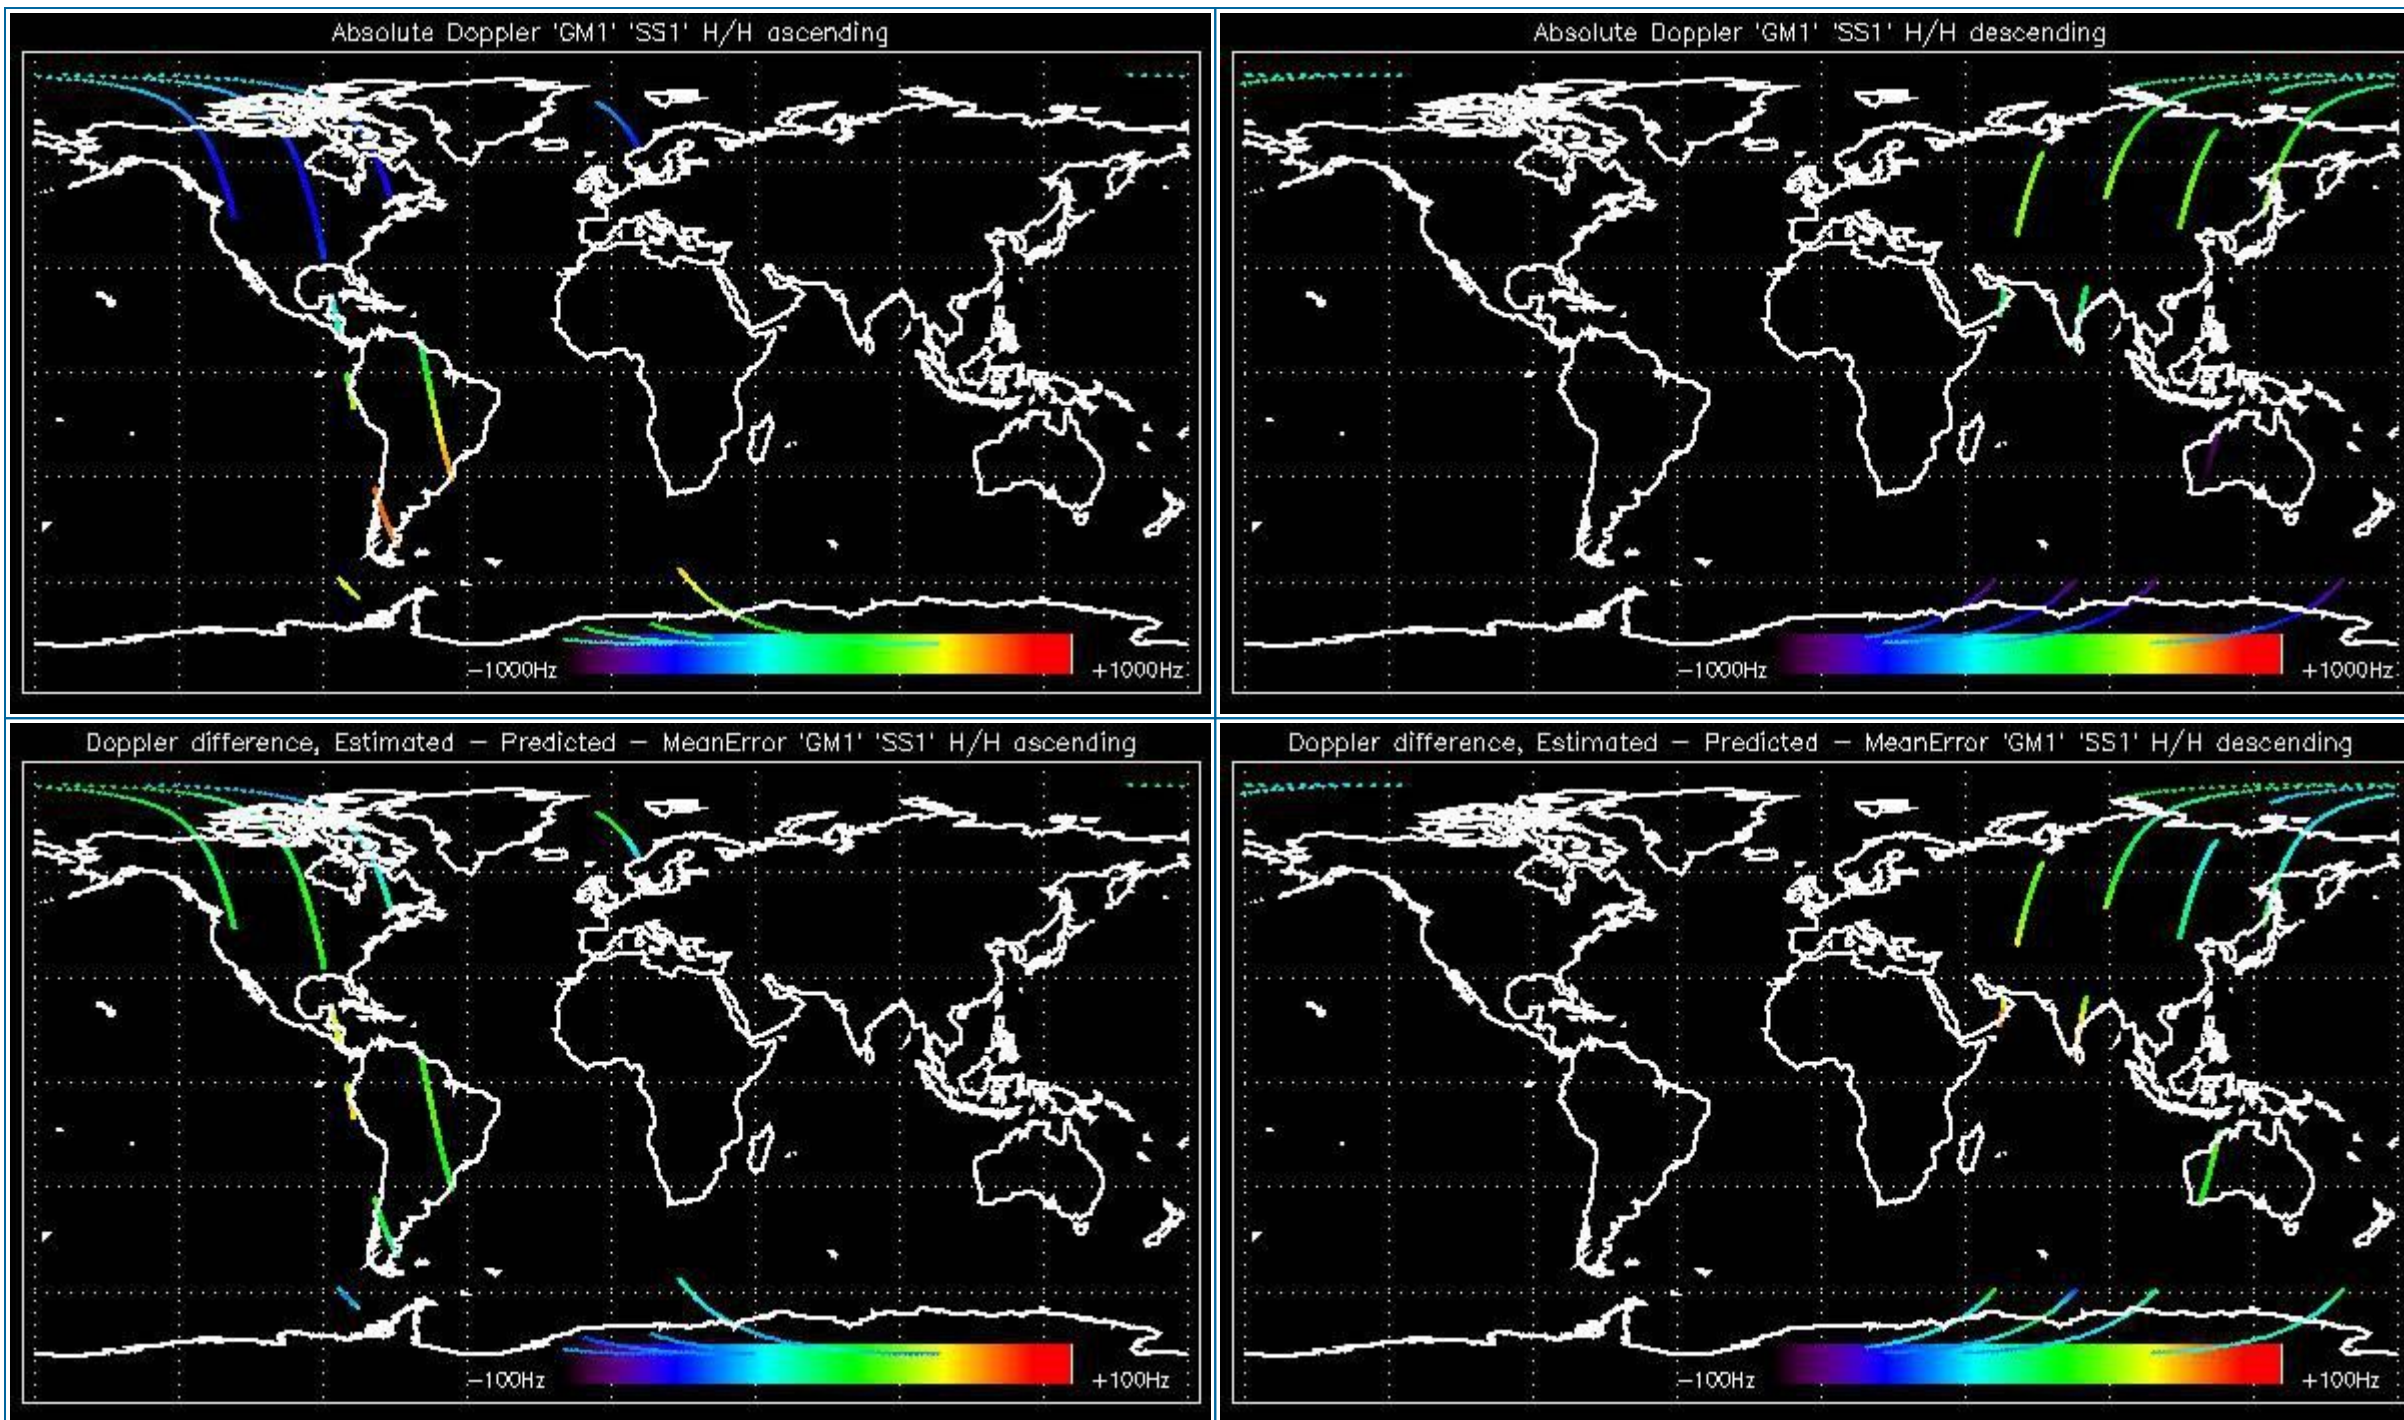 Absolute Doppler 'GM1' 'SS1' H/H ascending
-1000Hz
+1000Hz
Absolute Doppler 'GM1' 'SS1' H/H descending
-1000Hz
+1000Hz
Doppler difference, Estimated - Predicted - MeanError 'GM1' 'SS1' H/H ascending
-100Hz
+100Hz
Doppler difference, Estimated - Predicted - MeanError 'GM1' 'SS1' H/H descending
-100Hz
+100Hz